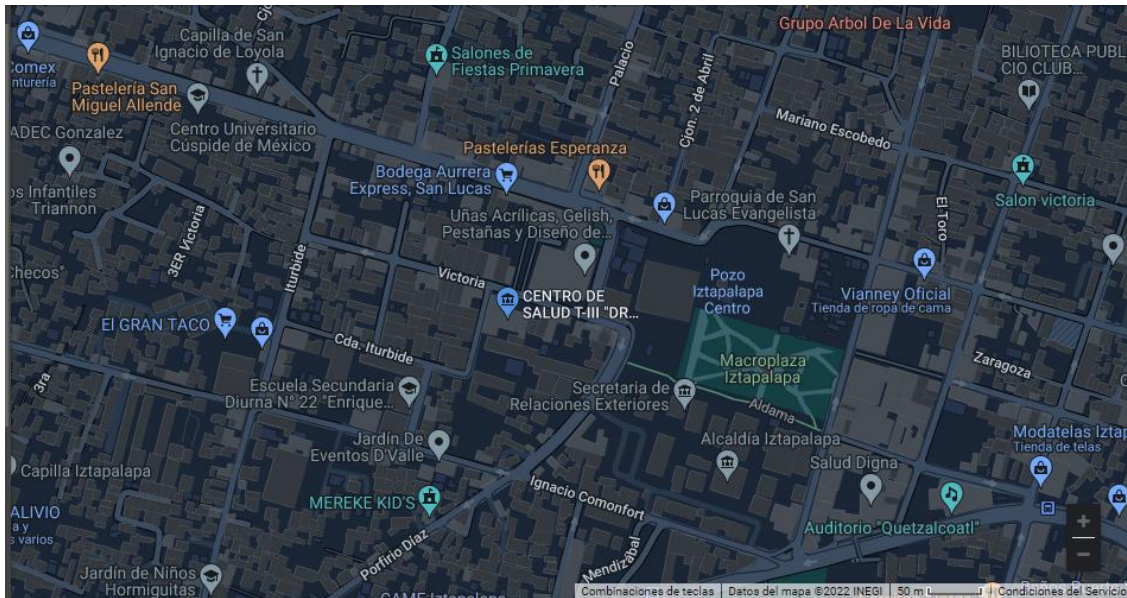 Grupo Arbol De La Vida
Capilla de San
Ignacio de Loyola
Salones de
Fiestas Primavera
Palacio
Cjon. 2 de Abril
BILIOTECA PUBL
CIO CLUB...
Comex
Pastelería San
Miguel Allende
Centro Universitario
Cúspide de México
ADEC Gonzalez
Mariano Escobedo
Pastelerías Esperanza
Bodega Aurrera
Express, San Lucas
Parroquia de San
Lucas Evangelista
Salon victoria
os Infantiles
Triannon
Uñas Acrílicas, Gelish,
Pestañas y Diseño de...
El Toro
3ER Victoria
Iturbide
Victoria
Checos"
Pozo
Iztapalapa
Centro
CENTRO DE
SALUD T-III "DR...
Vianney Oficial
Tienda de ropa de cama
El GRAN TACO
Cda. Iturbide
Macroplaza
Iztapalapa
Zaragoza
3ra
Escuela Secundaria
Diurna N° 22 "Enrique...
Secretaria de
Relaciones Exteriores
Aldama
Jardín De
Eventos D'Valle
Alcaldía Iztapalapa
Modatelas Iztap
Tienda de telas
Capilla Iztapalapa
Salud Digna
Ignacio Comonfort
MEREKE KID'S
ALIVIO
a y
s varios
Auditorio "Quetzalcoatl"
Porfirio Díaz
Mendizábal
Jardín de Niños
Hormiguitas
CAME Iztapalapa
+
−
Combinaciones de teclas
Datos del mapa ©2022 INEGI
50 m
Condiciones del Servicio